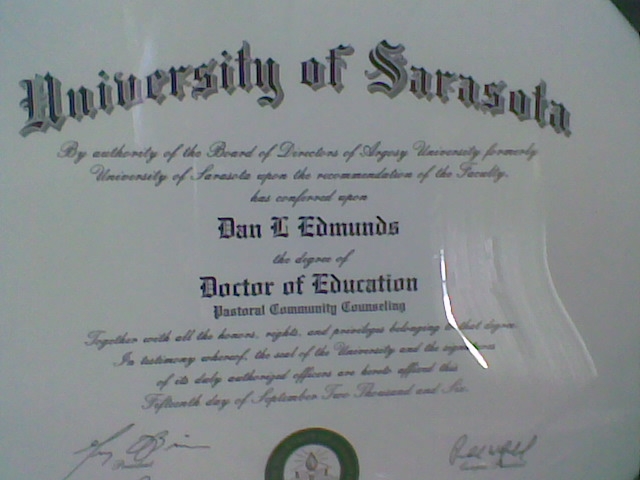 University of Sarasota
By authority of the Board of Directors of Argosy University formerly
University of Sarasota upon the recommendation of the Faculty,
has conferred upon
Dan L Edmunds
the degree of
Doctor of Education
Pastoral Community Counseling
Together with all the honors, rights, and privileges belonging to that degree.
In testimony whereof, the seal of the University and the signatures
of its duly authorized officers are hereto affixed this
Fifteenth day of September Two Thousand and Six.
President